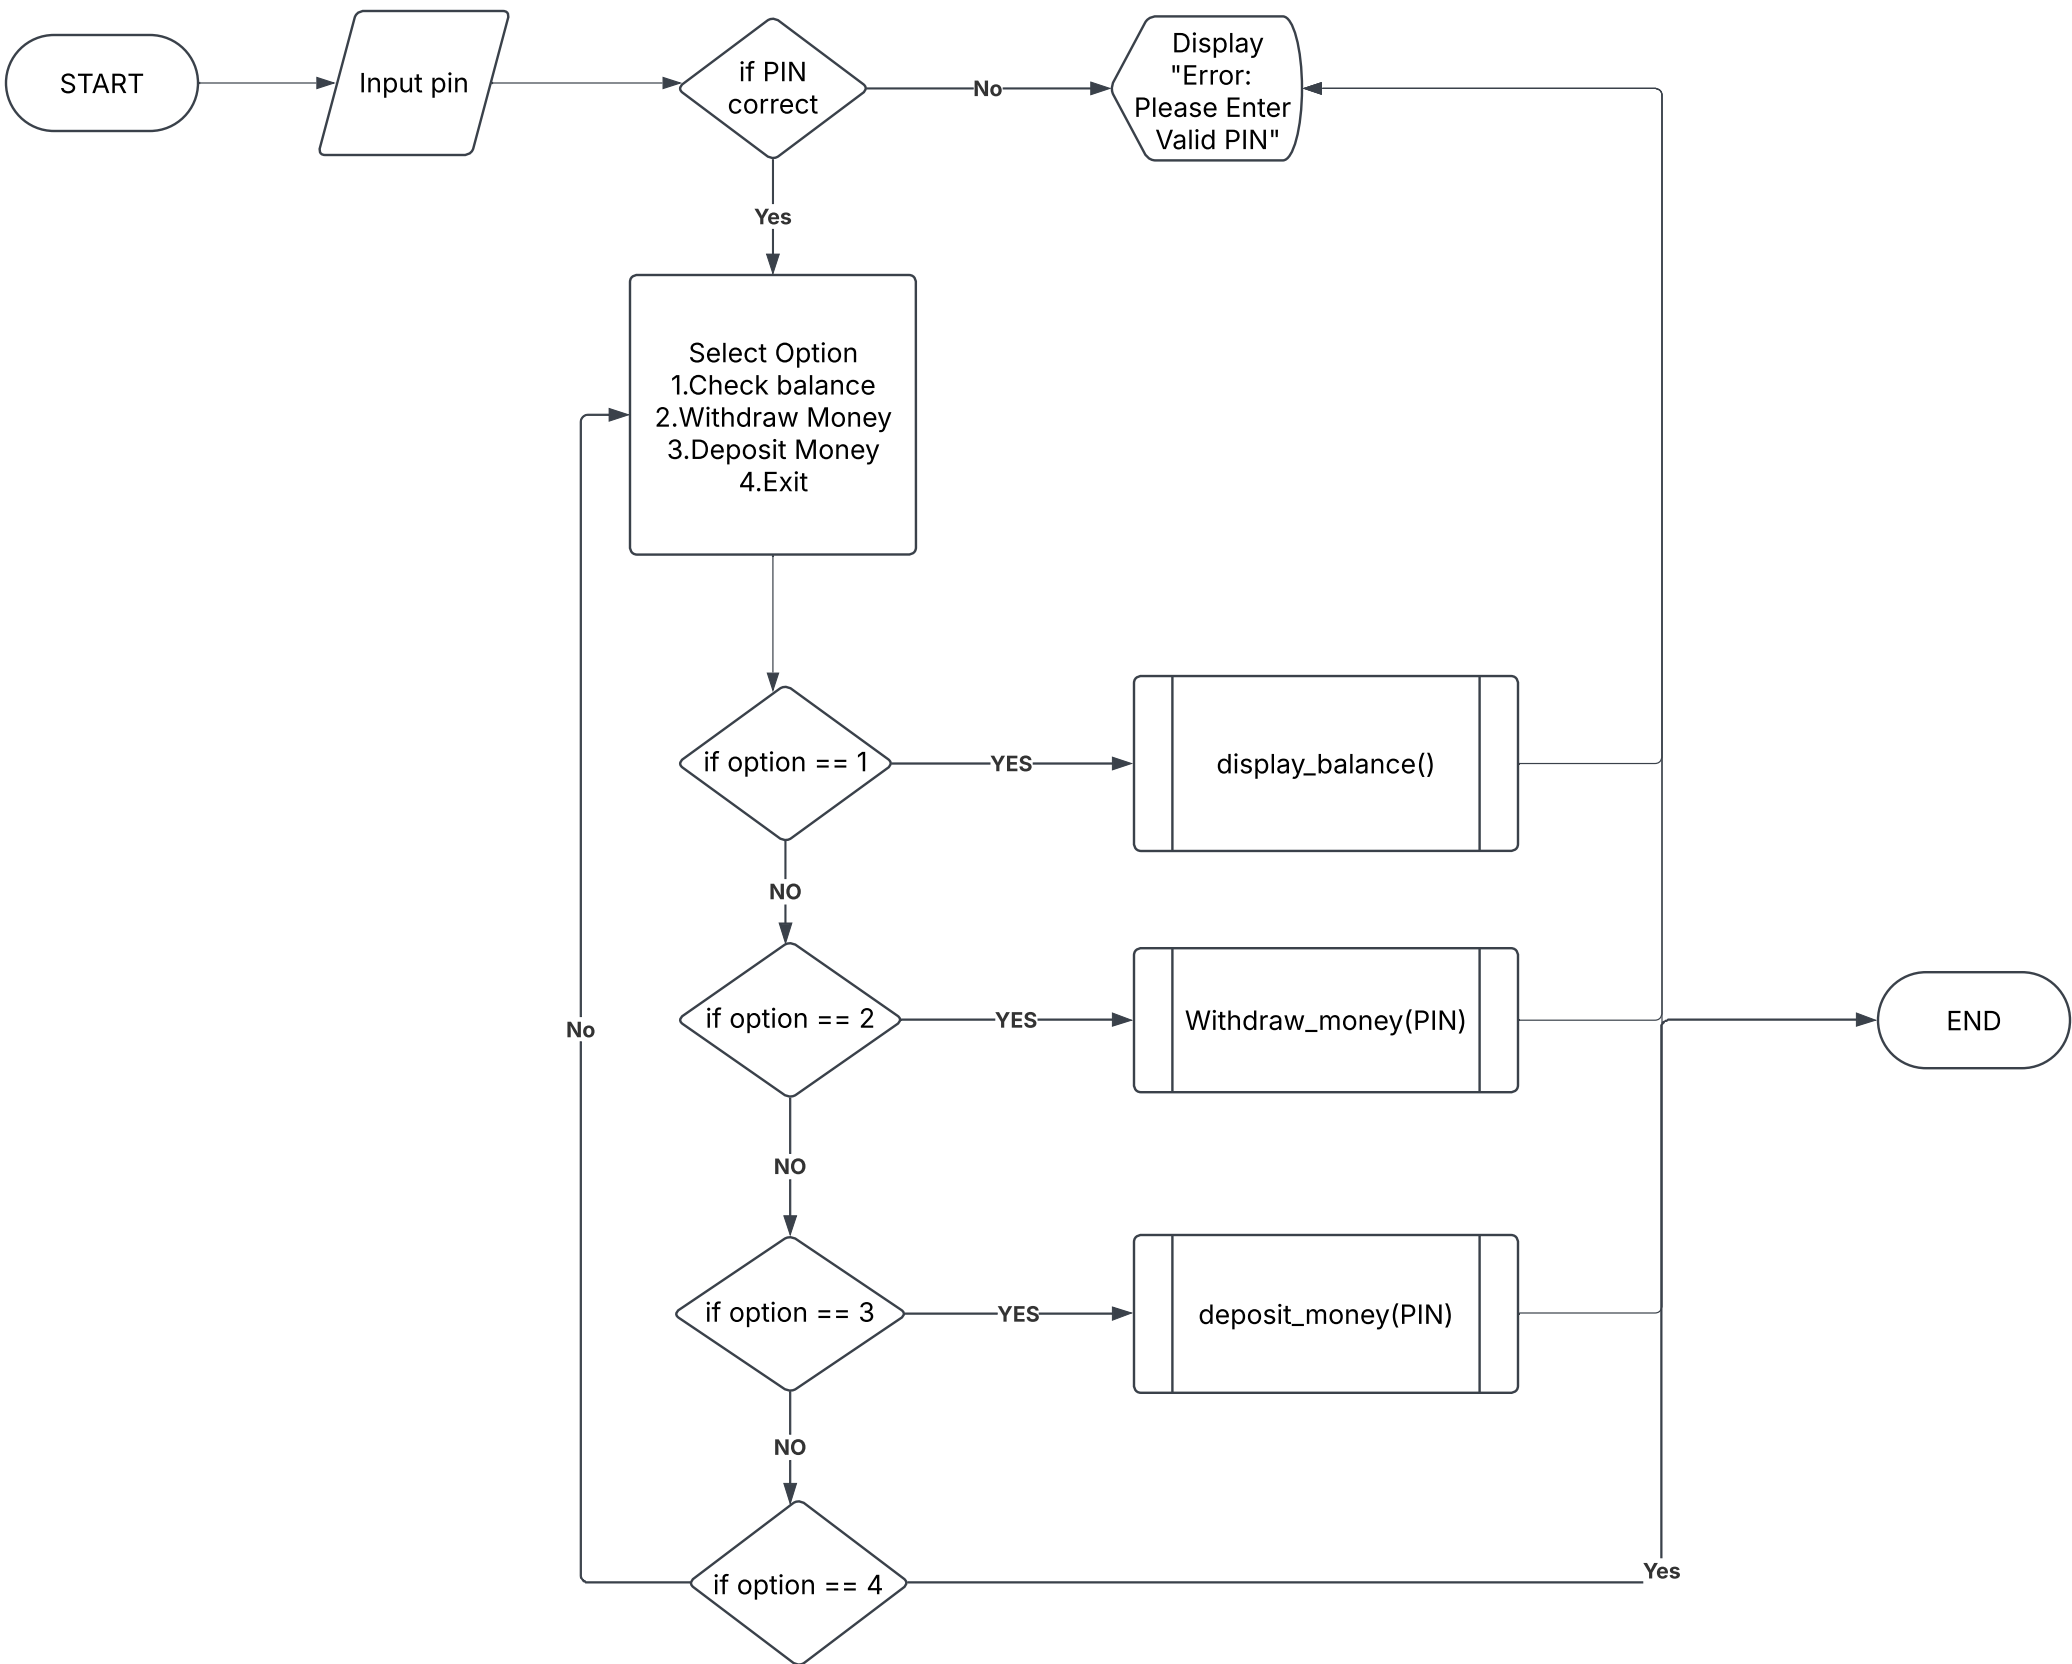 START
Input pin
if PIN
correct
No
Display
"Error:
Please Enter
Valid PIN"
Yes
Select Option
1.Check balance
2.Withdraw Money
3.Deposit Money
4.Exit
if option == 1
YES
display_balance()
NO
if option == 2
YES
Withdraw_money(PIN)
END
No
NO
if option == 3
YES
deposit_money(PIN)
NO
if option == 4
Yes